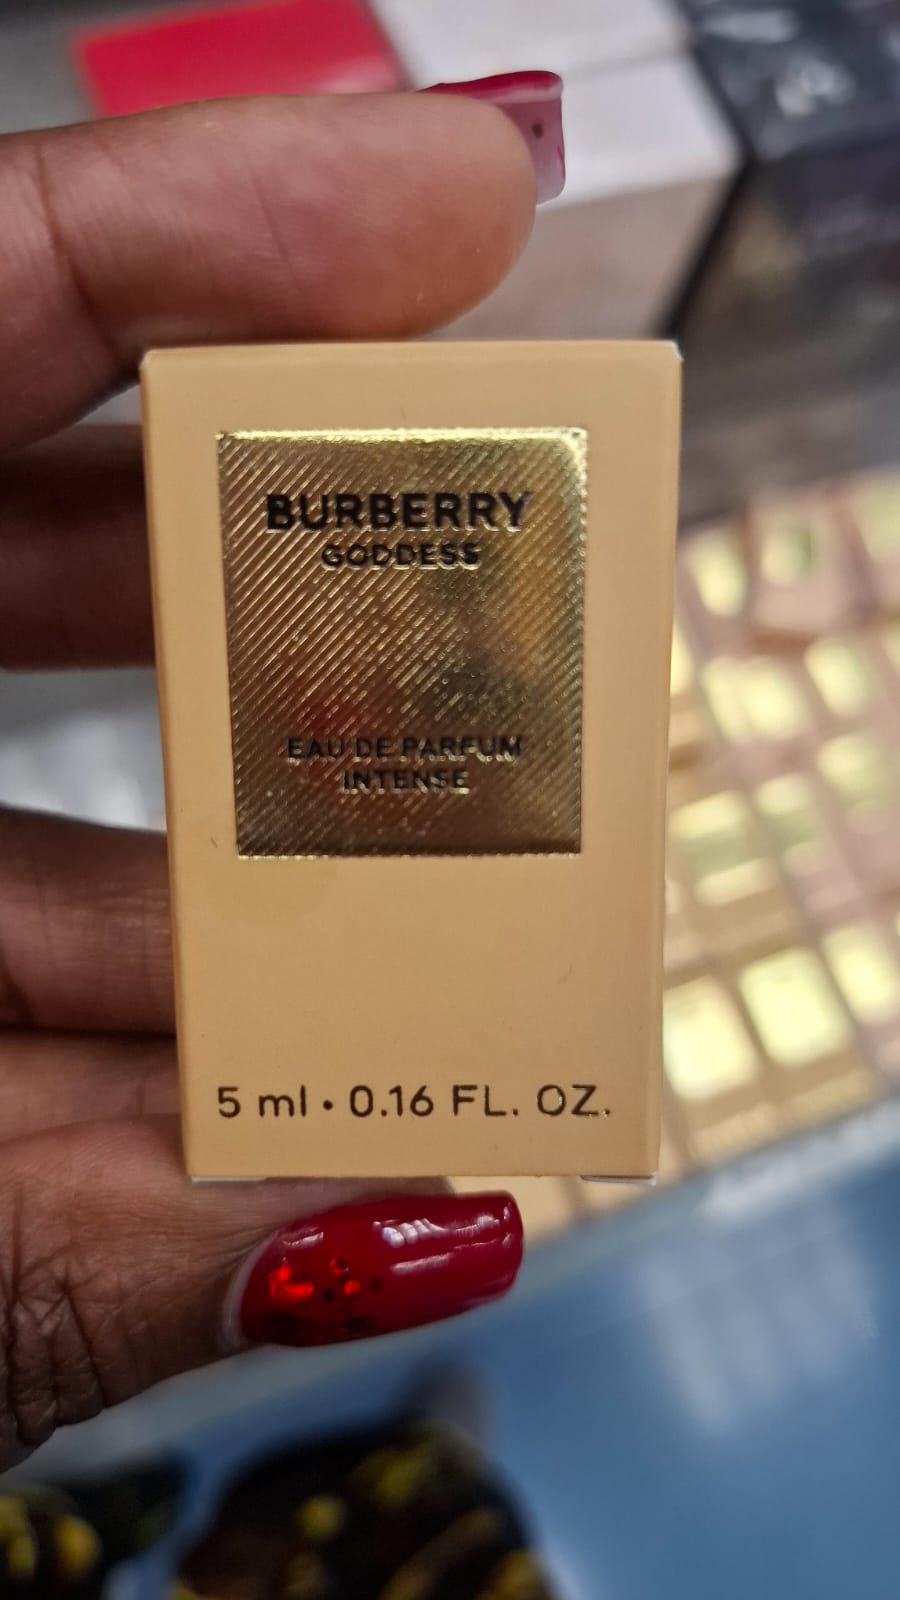 BURBERRY
GODDESS
EAU DE PARFUM
INTENSE
5 ml • 0.16 FL. OZ.